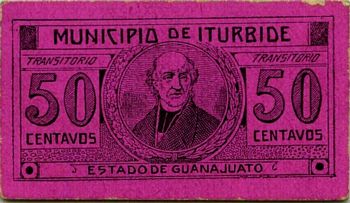 MUNICIPIO DE ITURBIDE
TRANSITORIO TRANSITORIO
50 50
CENTAVOS CENTAVOS
ESTADO DE GUANAJUATO